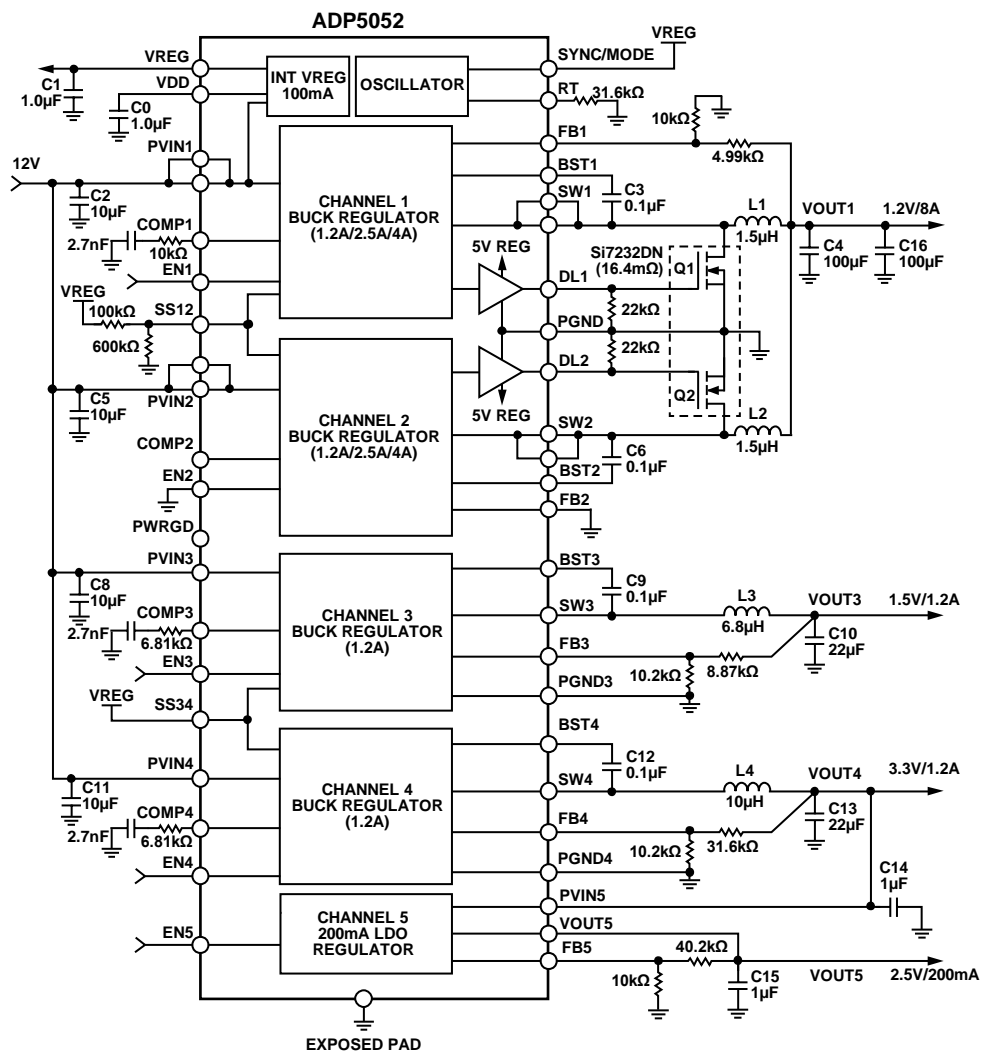 ADP5052
VREG
VDD
C1
1.0µF
C0
1.0µF
INT VREG
100mA
OSCILLATOR
SYNC/MODE
VREG
RT
31.6kΩ
10kΩ
FB1
4.99kΩ
12V
PVIN1
C2
10µF
COMP1
2.7nF
10kΩ
EN1
CHANNEL 1
BUCK REGULATOR
(1.2A/2.5A/4A)
BST1
SW1
C3
0.1µF
L1
1.5µH
VOUT1
1.2V/8A
C4
100µF
C16
100µF
5V REG
Si7232DN
(16.4mΩ)
Q1
DL1
22kΩ
VREG
100kΩ
SS12
600kΩ
PGND
22kΩ
DL2
5V REG
Q2
C5
10µF
PVIN2
COMP2
EN2
CHANNEL 2
BUCK REGULATOR
(1.2A/2.5A/4A)
SW2
L2
1.5µH
C6
0.1µF
BST2
FB2
PWRGD
PVIN3
C8
10µF
COMP3
2.7nF
6.81kΩ
EN3
CHANNEL 3
BUCK REGULATOR
(1.2A)
BST3
C9
0.1µF
SW3
L3
6.8µH
VOUT3
1.5V/1.2A
C10
22µF
FB3
10.2kΩ
8.87kΩ
PGND3
VREG
SS34
PVIN4
C11
10µF
COMP4
2.7nF
6.81kΩ
EN4
CHANNEL 4
BUCK REGULATOR
(1.2A)
BST4
C12
0.1µF
SW4
L4
10µH
VOUT4
3.3V/1.2A
C13
22µF
FB4
10.2kΩ
31.6kΩ
PGND4
C14
1µF
PVIN5
EN5
CHANNEL 5
200mA LDO
REGULATOR
VOUT5
FB5
40.2kΩ
10kΩ
C15
1µF
VOUT5
2.5V/200mA
EXPOSED PAD